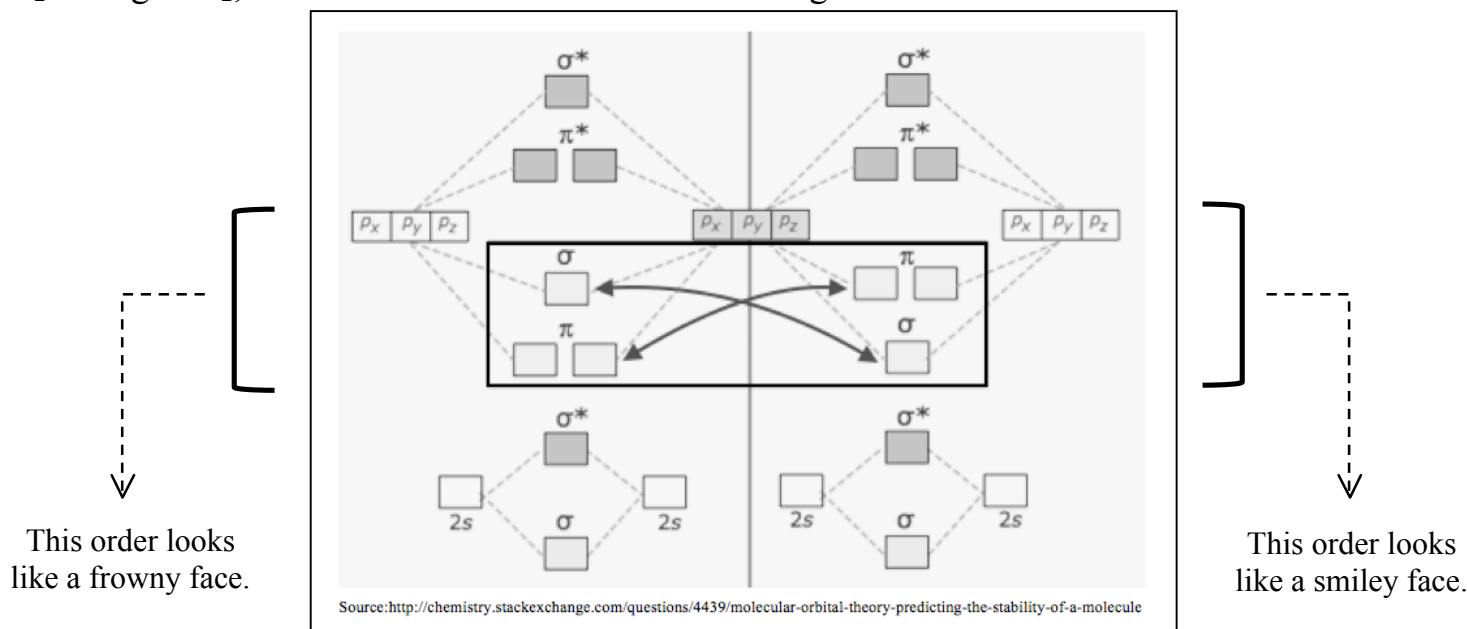 σ* σ*
π* π*
px py pz px py pz px py pz
σ π
π σ
σ* σ*
2s 2s 2s 2s
σ σ
This order looks
like a frowny face.
This order looks
like a smiley face.
Source:http://chemistry.stackexchange.com/questions/4439/molecular-orbital-theory-predicting-the-stability-of-a-molecule